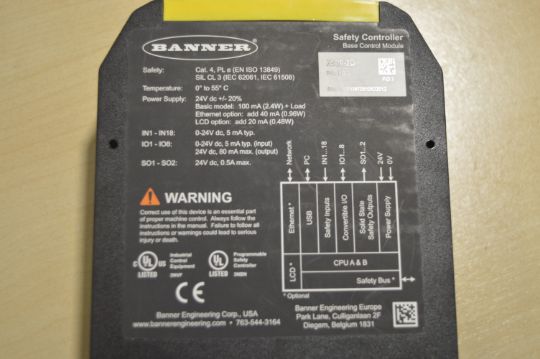 BANNER
Safety Controller
Base Control Module
Safety: Cat. 4, PL e (EN ISO 13849)
SIL CL 3 (IEC 62061, IEC 61508)
Temperature: 0° to 55° C
Power Supply: 24V dc +/- 20%
Basic model: 100 mA (2.4W) + Load
Ethernet option: add 40 mA (0.96W)
LCD option: add 20 mA (0.48W)
IN1 - IN18: 0-24V dc, 5 mA typ.
IO1 - IO8: 0-24V dc, 5 mA typ. (input)
24V dc, 80 mA max. (output)
SO1 - SO2: 24V dc, 0.5A max.
Network
PC
IN1...18
IO1...8
SO1...2
24V
0V
Ethernet *
USB
Safety Inputs
Convertible I/O
Solid State
Safety Outputs
Power Supply
LCD *
CPU A & B
Safety Bus *
* Optional
WARNING
Correct use of this device is an essential part
of proper machine control. Always follow the
instructions in the manual. Failure to follow all
instructions or warnings could lead to serious
injury or death.
C UL US
LISTED
Industrial
Control
Equipment
UL
LISTED
Programmable
Safety
Controller
CE
Banner Engineering Corp., USA
www.bannerengineering.com • 763-544-3164
Banner Engineering Europe
Park Lane, Culliganlaan 2F
Diegem, Belgium 1831